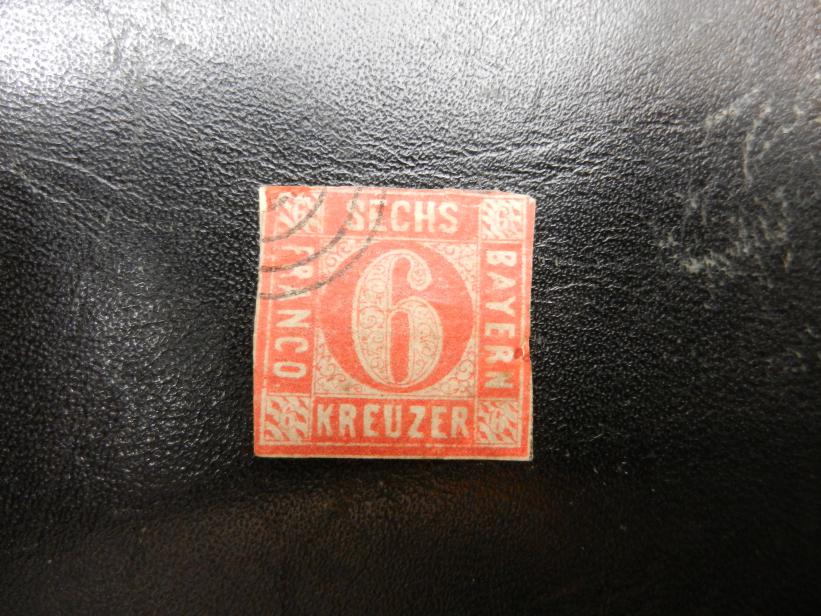 SECHS
FRANCO.
6
BAYERN
KREUZER